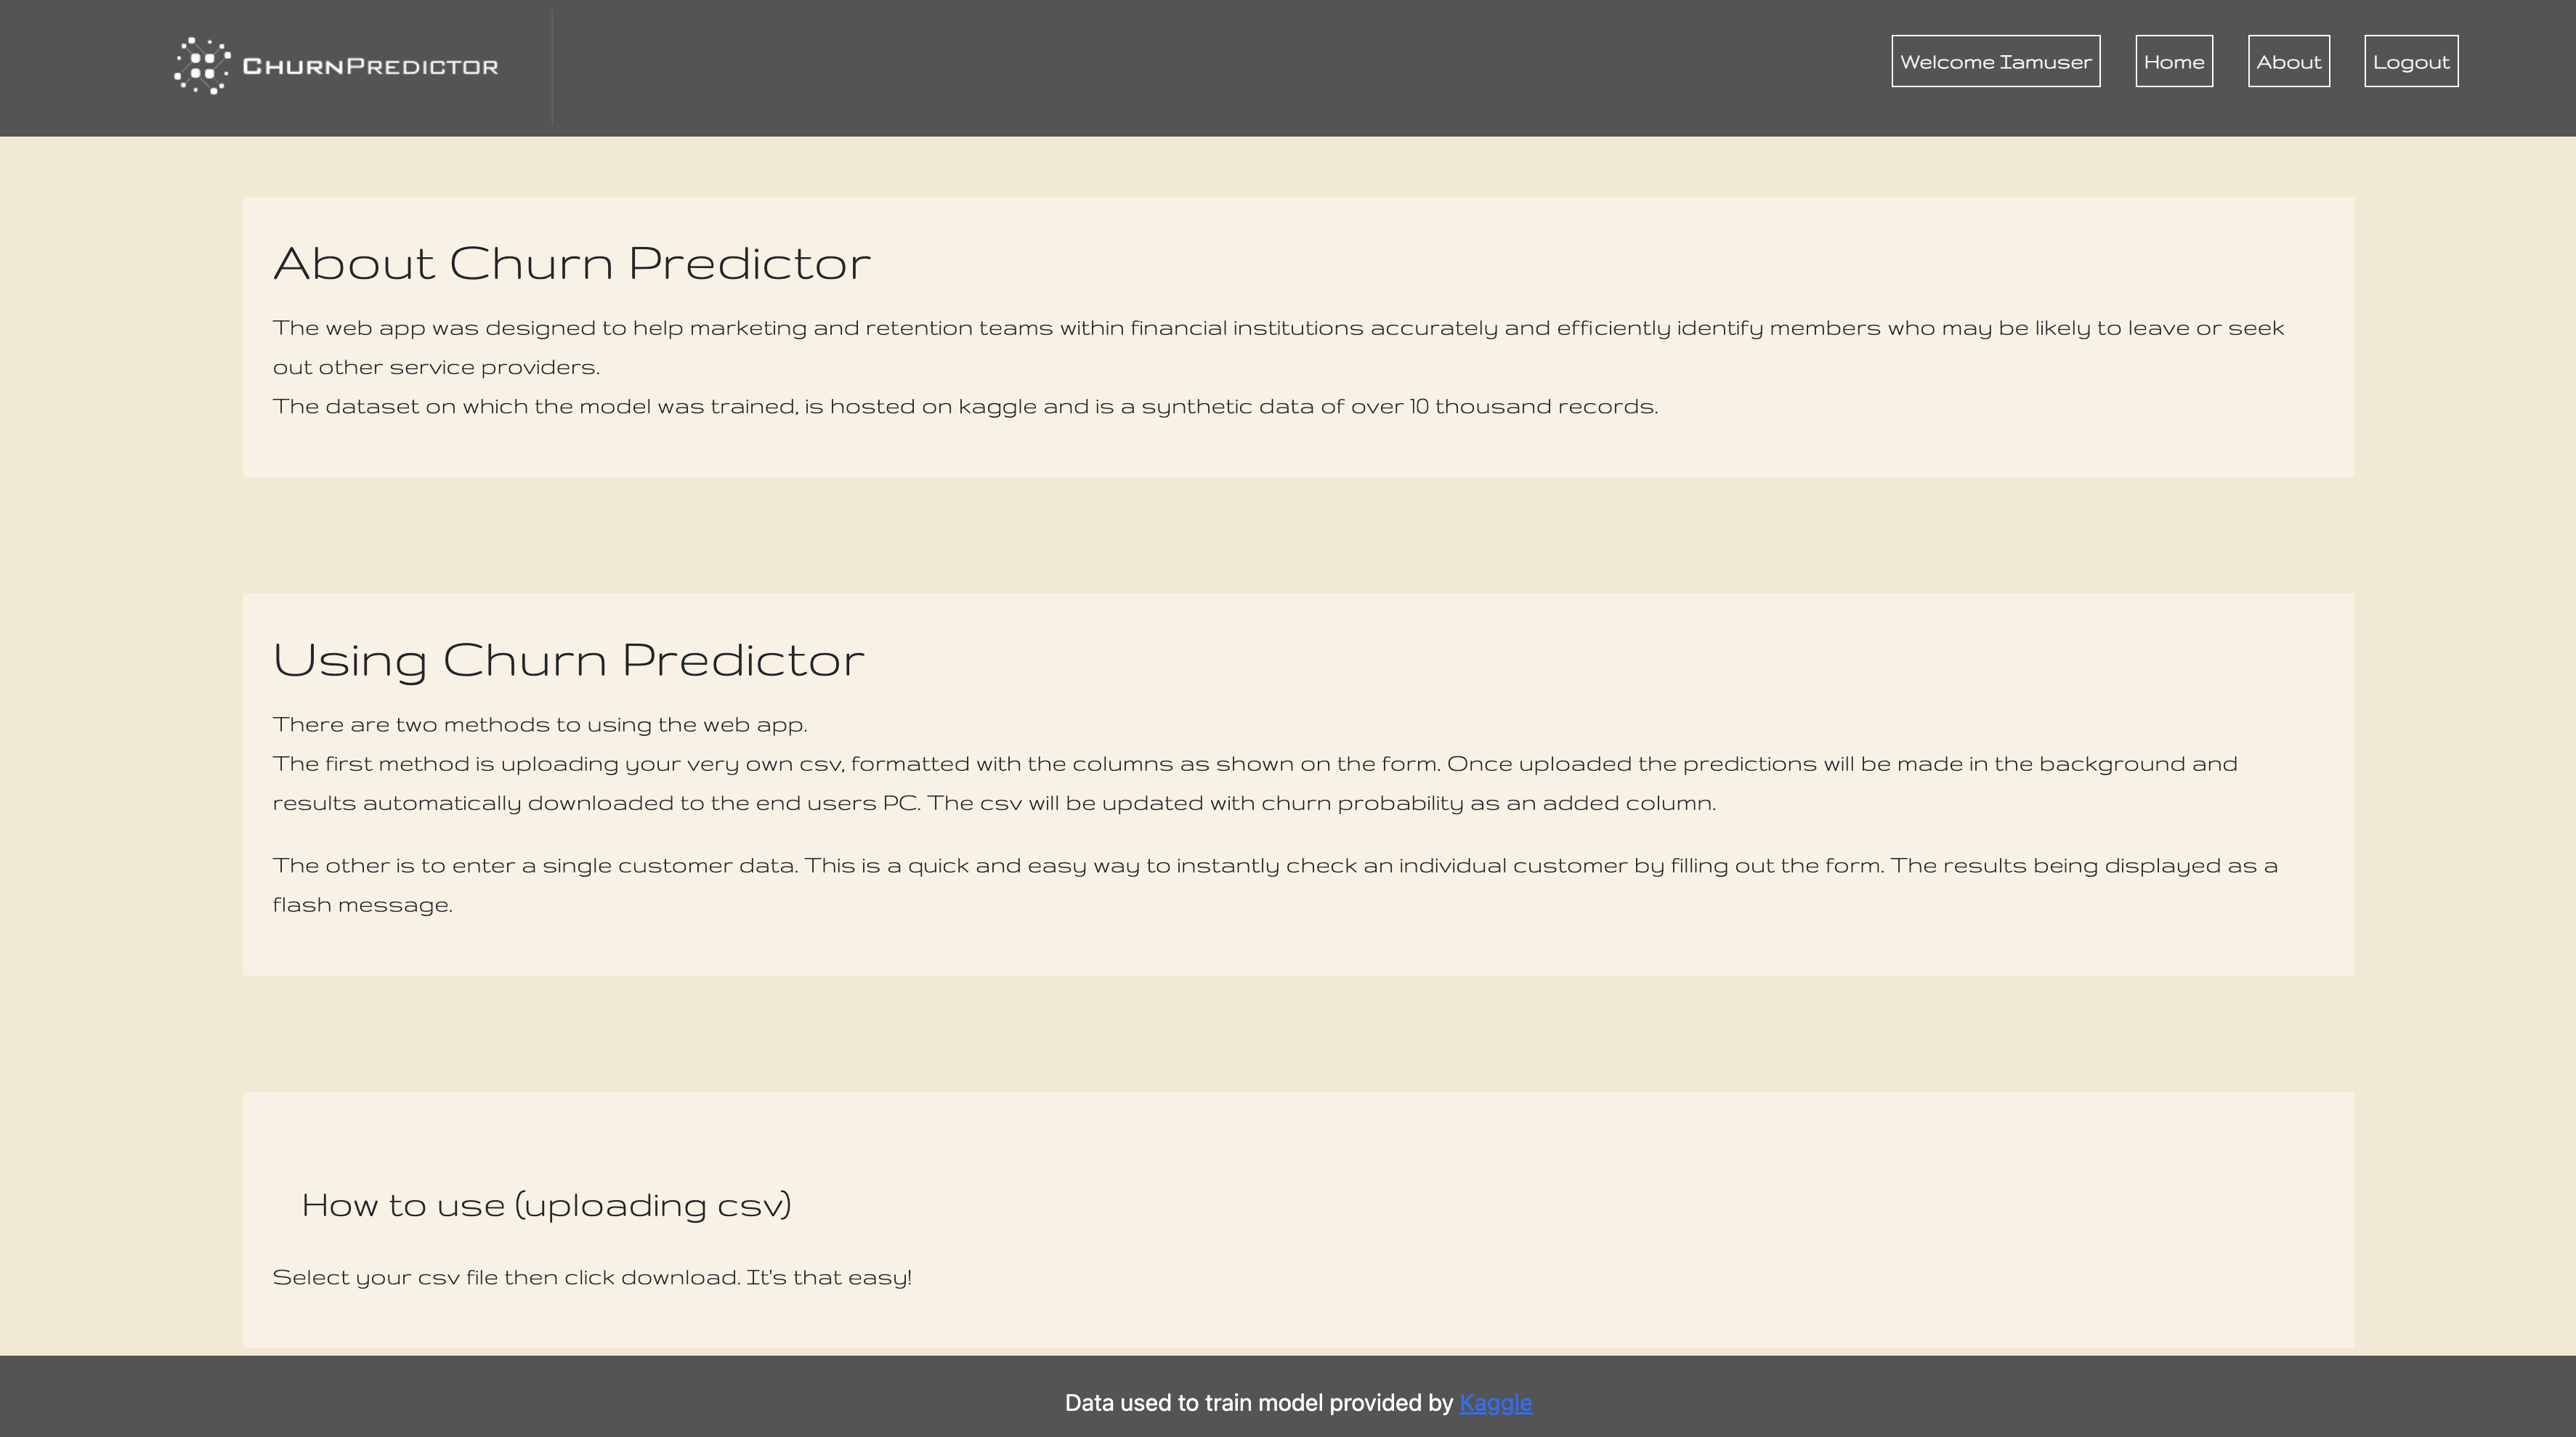 CHURNPREDICTOR
Welcome Iamuser
Home
About
Logout
About Churn Predictor
The web app was designed to help marketing and retention teams within financial institutions accurately and efficiently identify members who may be likely to leave or seek
out other service providers.
The dataset on which the model was trained, is hosted on kaggle and is a synthetic data of over 10 thousand records.
Using Churn Predictor
There are two methods to using the web app.
The first method is uploading your very own csv, formatted with the columns as shown on the form. Once uploaded the predictions will be made in the background and
results automatically downloaded to the end users PC. The csv will be updated with churn probability as an added column.
The other is to enter a single customer data. This is a quick and easy way to instantly check an individual customer by filling out the form. The results being displayed as a
flash message.
How to use (uploading csv)
Select your csv file then click download. It's that easy!
Data used to train model provided by Kaggle